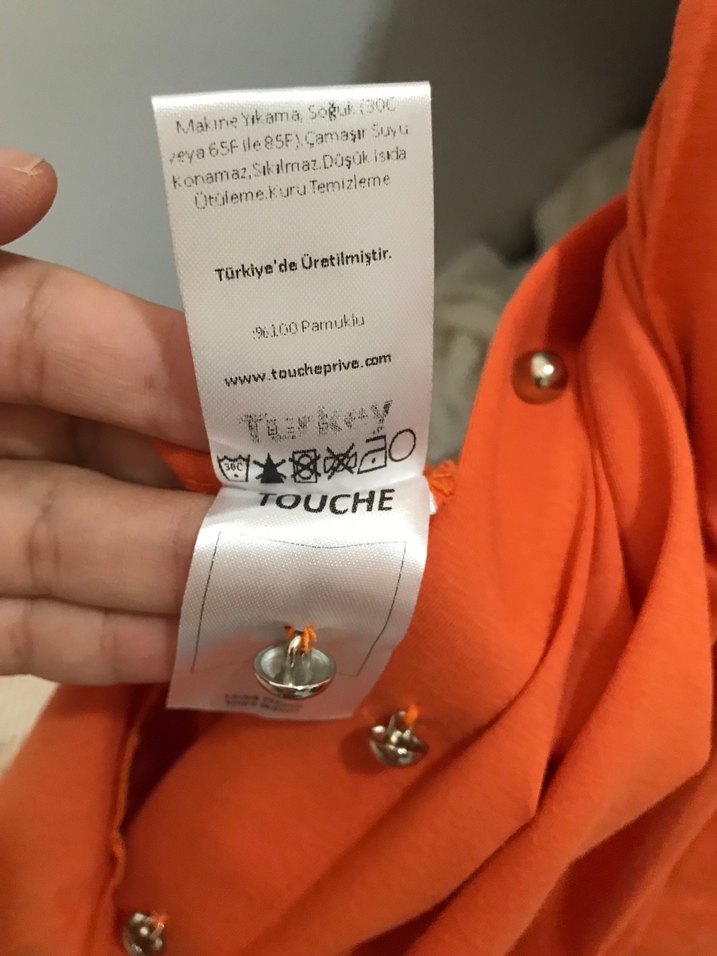 Makine Yıkama, Soğuk (30C
veya 65F ile 85F).Çamaşır Suyu
Konamaz,Sıkılmaz.Düşük Isıda
Ütüleme.Kuru Temizleme
Türkiye'de Üretilmiştir.
%100 Pamuklu
www.toucheprive.com
Turkey
30C
TOUCHE